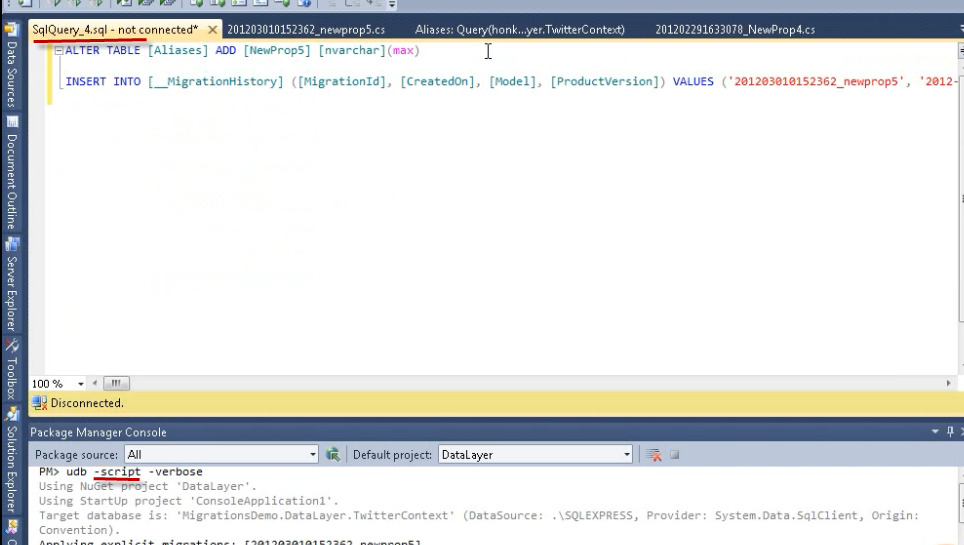 SqlQuery_4.sql - not connected*
201203010152362_newprop5.cs
Aliases: Query(honk...yer.TwitterContext)
201202291633078_NewProp4.cs
ALTER TABLE [Aliases] ADD [NewProp5] [nvarchar](max)
INSERT INTO [__MigrationHistory] ([MigrationId], [CreatedOn], [Model], [ProductVersion]) VALUES ('201203010152362_newprop5', '2012-
Data Sources
Document Outline
Server Explorer
Toolbox
Solution Explorer
100 %
Disconnected.
Package Manager Console
Package source: All
Default project: DataLayer
PM> udb -script -verbose
Using NuGet project 'DataLayer'.
Using StartUp project 'ConsoleApplication1'.
Target database is: 'MigrationsDemo.DataLayer.TwitterContext' (DataSource: .\SQLEXPRESS, Provider: System.Data.SqlClient, Origin:
Convention).
Applying explicit migrations: [201203010152362_newprop5].